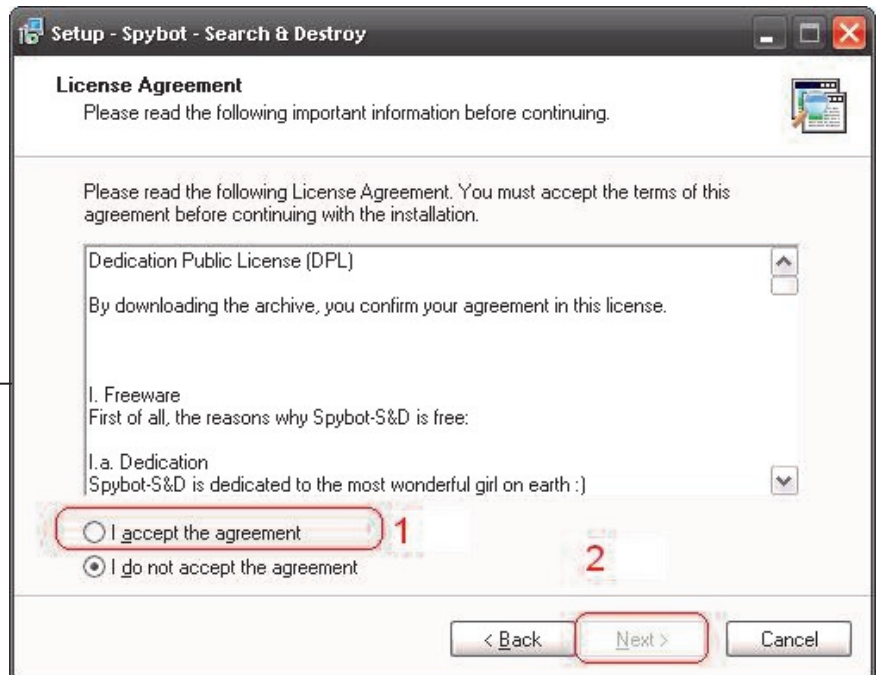 Setup - Spybot - Search & Destroy
License Agreement
Please read the following important information before continuing.
Please read the following License Agreement. You must accept the terms of this
agreement before continuing with the installation.
Dedication Public License (DPL)
By downloading the archive, you confirm your agreement in this license.
I. Freeware
First of all, the reasons why Spybot-S&D is free:
I.a. Dedication
Spybot-S&D is dedicated to the most wonderful girl on earth :)
I accept the agreement 1
I do not accept the agreement
2
< Back Next > Cancel